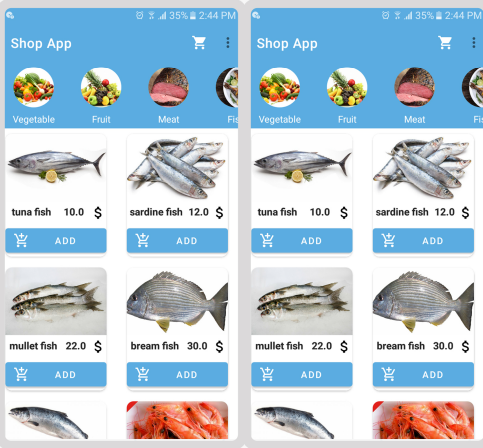 35% 2:44 PM
Shop App
Vegetable Fruit Meat Fis
tuna fish 10.0 $
sardine fish 12.0 $
ADD
ADD
mullet fish 22.0 $
bream fish 30.0 $
ADD
ADD
35% 2:44 PM
Shop App
Vegetable Fruit Meat Fis
tuna fish 10.0 $
sardine fish 12.0 $
ADD
ADD
mullet fish 22.0 $
bream fish 30.0 $
ADD
ADD